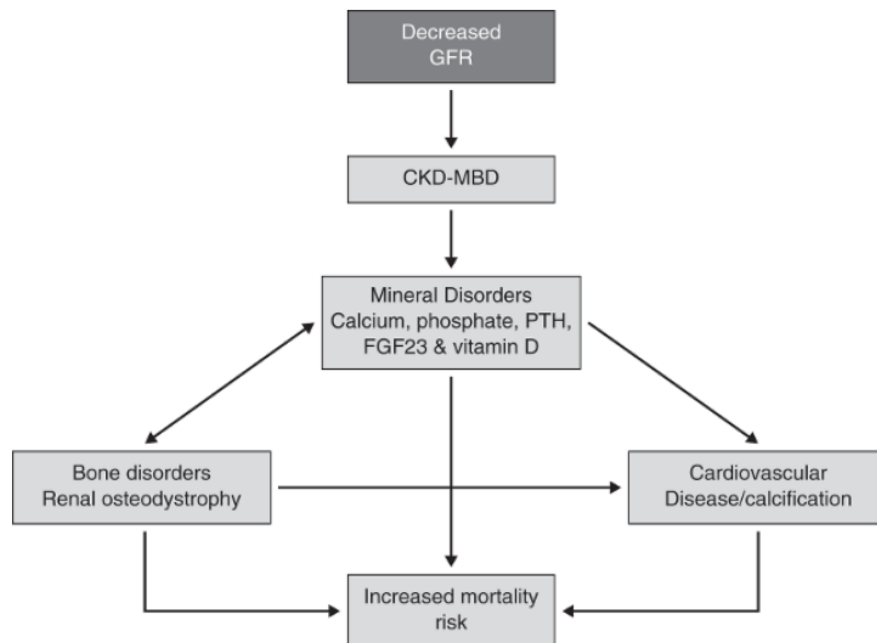 Decreased
GFR
CKD-MBD
Mineral Disorders
Calcium, phosphate, PTH,
FGF23 & vitamin D
Bone disorders
Renal osteodystrophy
Cardiovascular
Disease/calcification
Increased mortality
risk